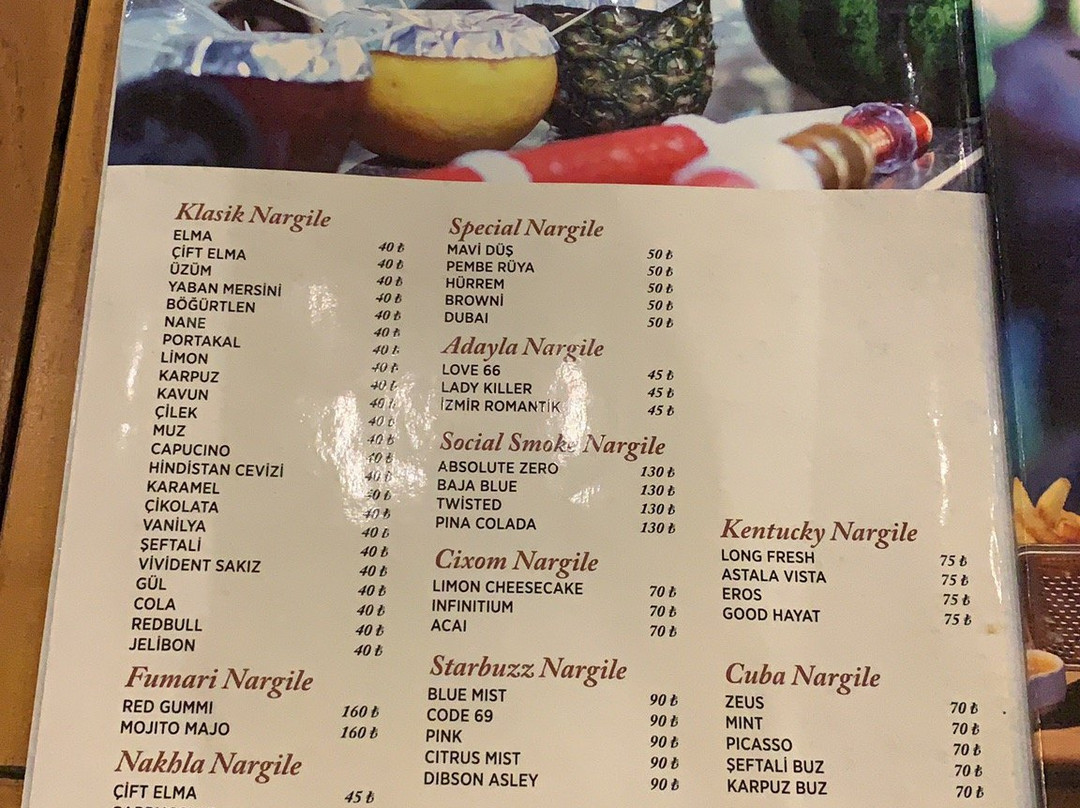 Klasik Nargile
ELMA 40 ₺
ÇİFT ELMA 40 ₺
ÜZÜM 40 ₺
YABAN MERSİNİ 40 ₺
BÖĞÜRTLEN 40 ₺
NANE 40 ₺
PORTAKAL 40 ₺
LİMON 40 ₺
KARPUZ 40 ₺
KAVUN 40 ₺
ÇİLEK 40 ₺
MUZ 40 ₺
CAPUCINO 40 ₺
HİNDİSTAN CEVİZİ 40 ₺
KARAMEL 40 ₺
ÇİKOLATA 40 ₺
VANİLYA 40 ₺
ŞEFTALİ 40 ₺
VİVİDENT SAKIZ 40 ₺
GÜL 40 ₺
COLA 40 ₺
REDBULL 40 ₺
JELİBON 40 ₺
Fumari Nargile
RED GUMMI 160 ₺
MOJITO MAJO 160 ₺
Nakhla Nargile
ÇİFT ELMA 45 ₺
Special Nargile
MAVİ DÜŞ 50 ₺
PEMBE RÜYA 50 ₺
HÜRREM 50 ₺
BROWNİ 50 ₺
DUBAI 50 ₺
Adayla Nargile
LOVE 66 45 ₺
LADY KILLER 45 ₺
İZMİR ROMANTİK 45 ₺
Social Smoke Nargile
ABSOLUTE ZERO 130 ₺
BAJA BLUE 130 ₺
TWİSTED 130 ₺
PINA COLADA 130 ₺
Cixom Nargile
LIMON CHEESECAKE 70 ₺
INFINITIUM 70 ₺
ACAI 70 ₺
Starbuzz Nargile
BLUE MIST 90 ₺
CODE 69 90 ₺
PINK 90 ₺
CITRUS MIST 90 ₺
DIBSON ASLEY 90 ₺
Kentucky Nargile
LONG FRESH 75 ₺
ASTALA VISTA 75 ₺
EROS 75 ₺
GOOD HAYAT 75 ₺
Cuba Nargile
ZEUS 70 ₺
MINT 70 ₺
PICASSO 70 ₺
ŞEFTALİ BUZ 70 ₺
KARPUZ BUZ 70 ₺